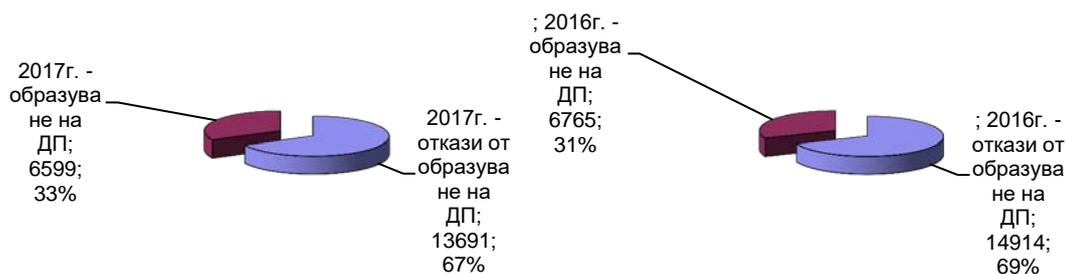 2017г. -
образува
не на
ДП;
6599;
33%
2017г. -
откази от
образува
не на
ДП;
13691;
67%
; 2016г. -
образува
не на
ДП;
6765;
31%
; 2016г. -
откази от
образува
не на
ДП;
14914;
69%